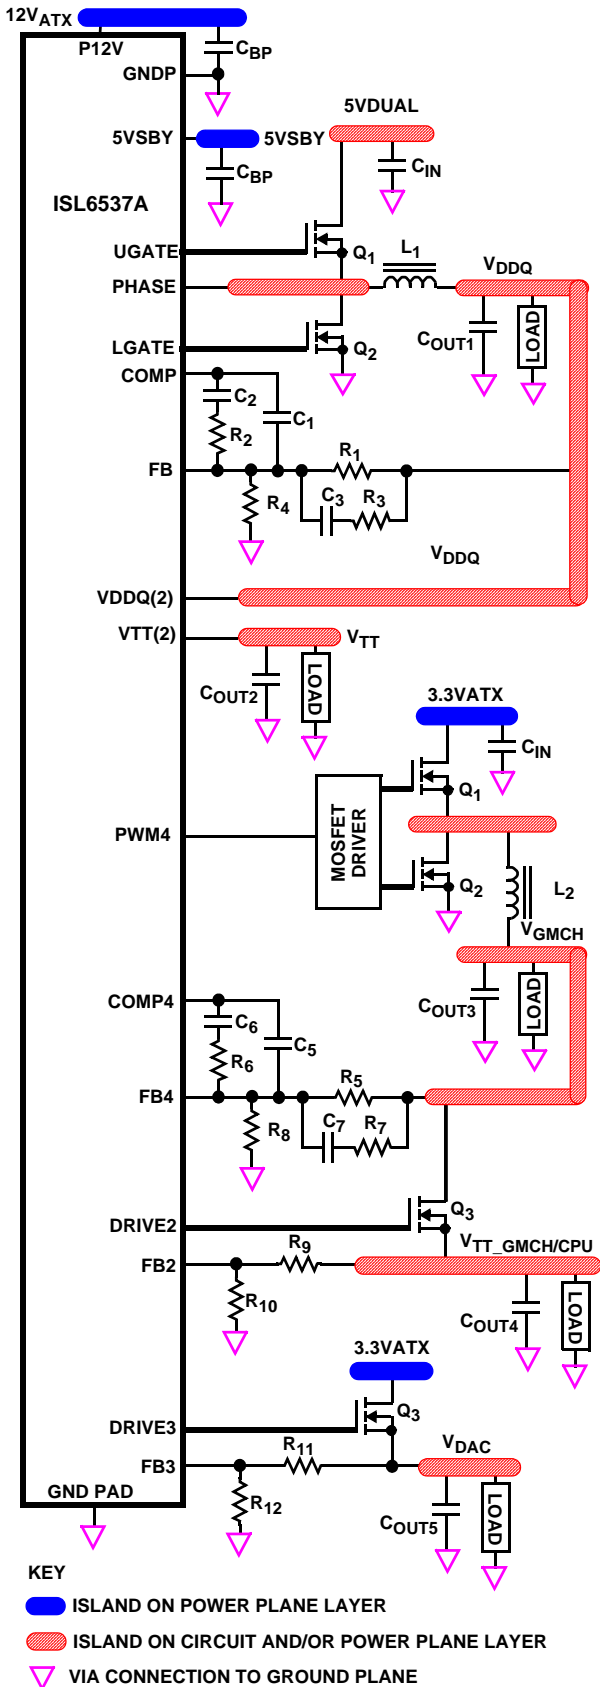 12VATX
P12V
CBP
GNDP
5VDUAL
5VSBY
5VSBY
CBP
CIN
ISL6537A
UGATE
Q1
L1
VDDQ
PHASE
LGATE
Q2
COUT1
LOAD
COMP
C2
C1
R2
R1
FB
R4
C3
R3
VDDQ
VDDQ(2)
VTT(2)
VTT
COUT2
LOAD
3.3VATX
CIN
Q1
PWM4
MOSFET
DRIVER
Q2
L2
VGMCH
COMP4
COUT3
LOAD
C6
C5
R6
R5
FB4
R8
C7
R7
Q3
DRIVE2
R9
VTT_GMCH/CPU
FB2
R10
COUT4
LOAD
3.3VATX
Q3
DRIVE3
R11
VDAC
FB3
GND PAD
R12
COUT5
LOAD
KEY
ISLAND ON POWER PLANE LAYER
ISLAND ON CIRCUIT AND/OR POWER PLANE LAYER
VIA CONNECTION TO GROUND PLANE